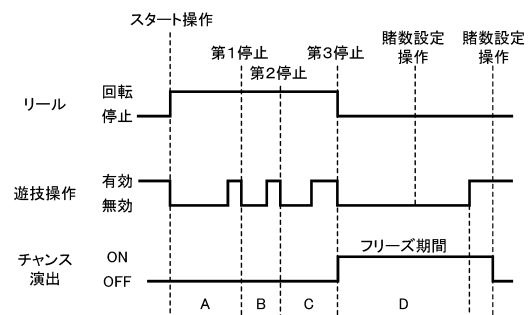 スタート操作
第1停止
第2停止
第3停止
賭数設定
操作
賭数設定
操作
リール
回転
停止
遊技操作
有効
無効
チャンス
演出
ON
OFF
フリーズ期間
A
B
C
D